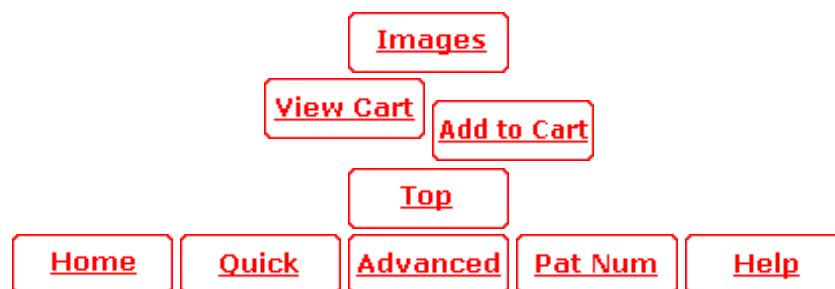 Images
View Cart
Add to Cart
Top
Home Quick Advanced Pat Num Help